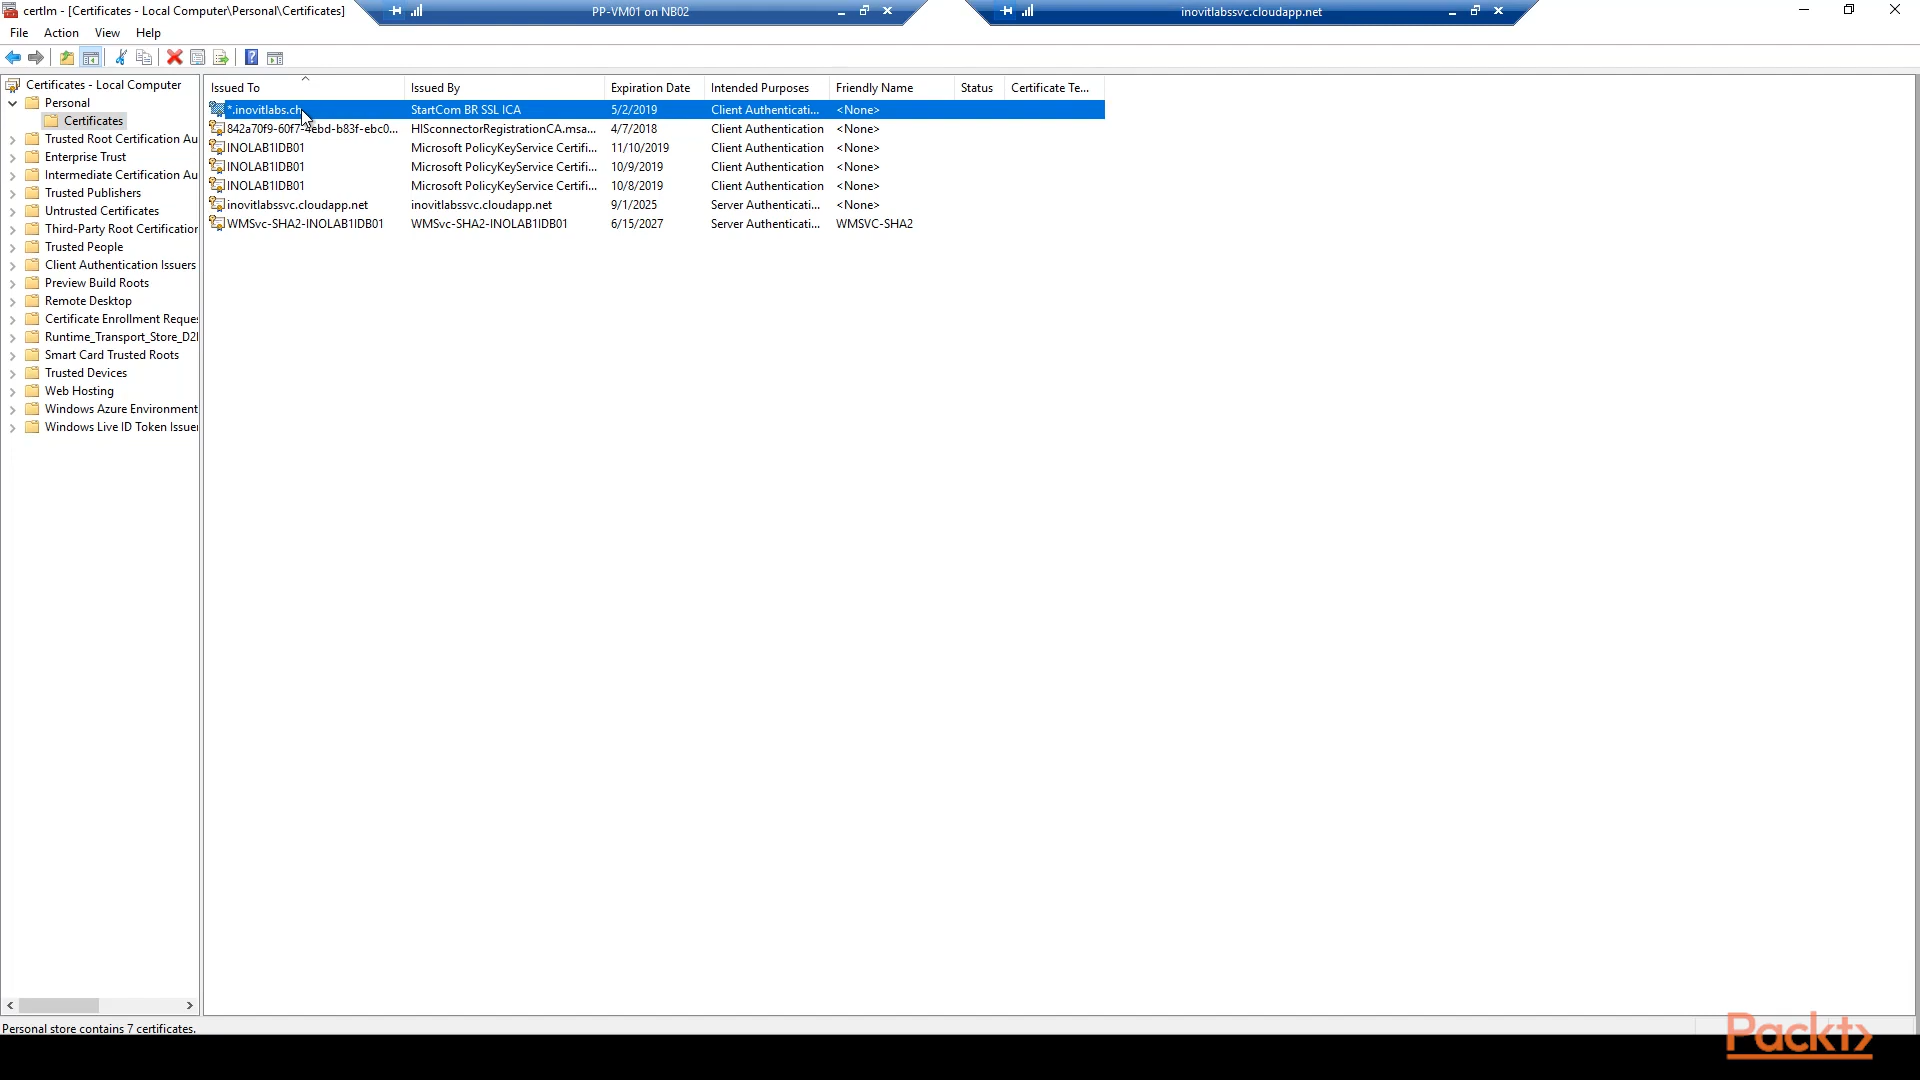 certlm - [Certificates - Local Computer\Personal\Certificates]
PP-VM01 on NB02
inovitlabssvc.cloudapp.net
File Action View Help
Certificates - Local Computer
Personal
Certificates
Trusted Root Certification Au
Enterprise Trust
Intermediate Certification Au
Trusted Publishers
Untrusted Certificates
Third-Party Root Certification
Trusted People
Client Authentication Issuers
Preview Build Roots
Remote Desktop
Certificate Enrollment Reques
Runtime_Transport_Store_D2
Smart Card Trusted Roots
Trusted Devices
Web Hosting
Windows Azure Environment
Windows Live ID Token Issuer
Issued To Issued By Expiration Date Intended Purposes Friendly Name Status Certificate Te...
*.inovitlabs.ch StartCom BR SSL ICA 5/2/2019 Client Authenticati... <None>
842a70f9-60f7-4ebd-b83f-ebc0... HISconnectorRegistrationCA.msa... 4/7/2018 Client Authentication <None>
INOLAB1IDB01 Microsoft PolicyKeyService Certifi... 11/10/2019 Client Authentication <None>
INOLAB1IDB01 Microsoft PolicyKeyService Certifi... 10/9/2019 Client Authentication <None>
INOLAB1IDB01 Microsoft PolicyKeyService Certifi... 10/8/2019 Client Authentication <None>
inovitlabssvc.cloudapp.net inovitlabssvc.cloudapp.net 9/1/2025 Server Authenticati... <None>
WMSvc-SHA2-INOLAB1IDB01 WMSvc-SHA2-INOLAB1IDB01 6/15/2027 Server Authenticati... WMSVC-SHA2
Personal store contains 7 certificates.
Packt>